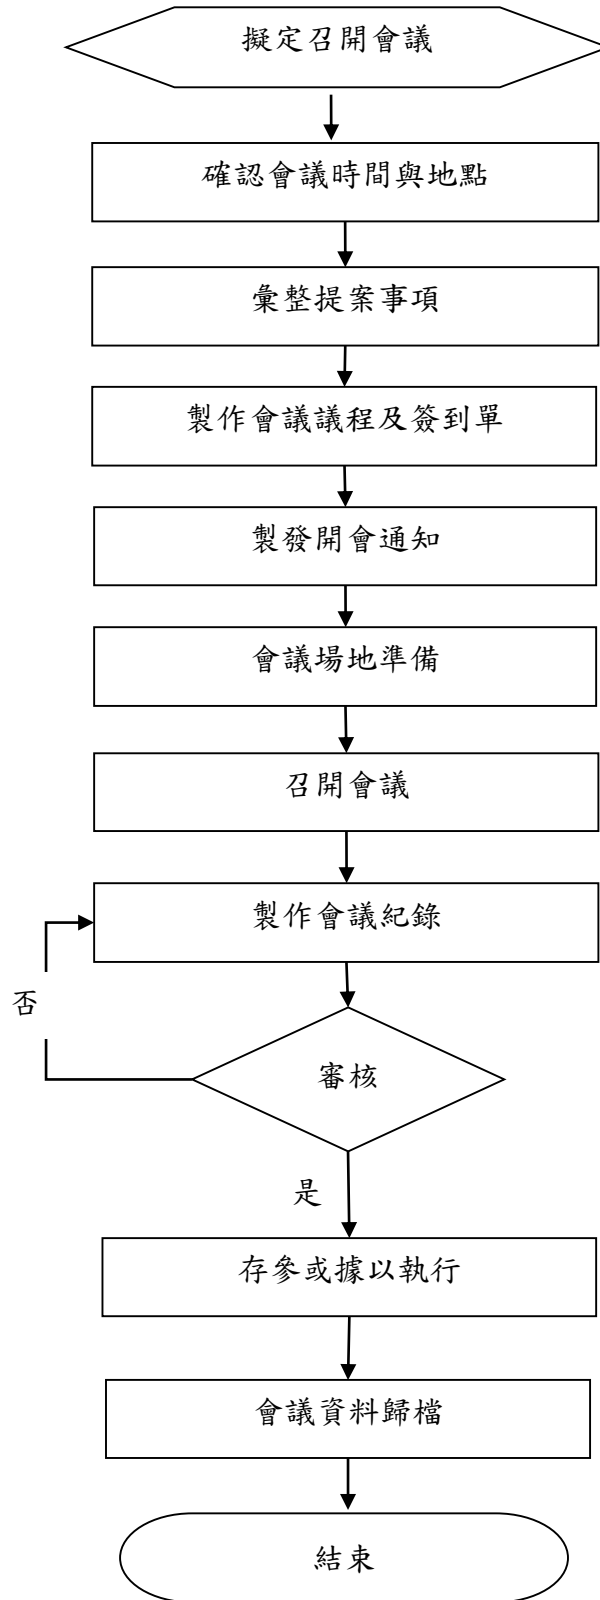 擬定召開會議
確認會議時間與地點
彙整提案事項
製作會議議程及簽到單
製發開會通知
會議場地準備
召開會議
製作會議紀錄
否
審核
是
存參或據以執行
會議資料歸檔
結束